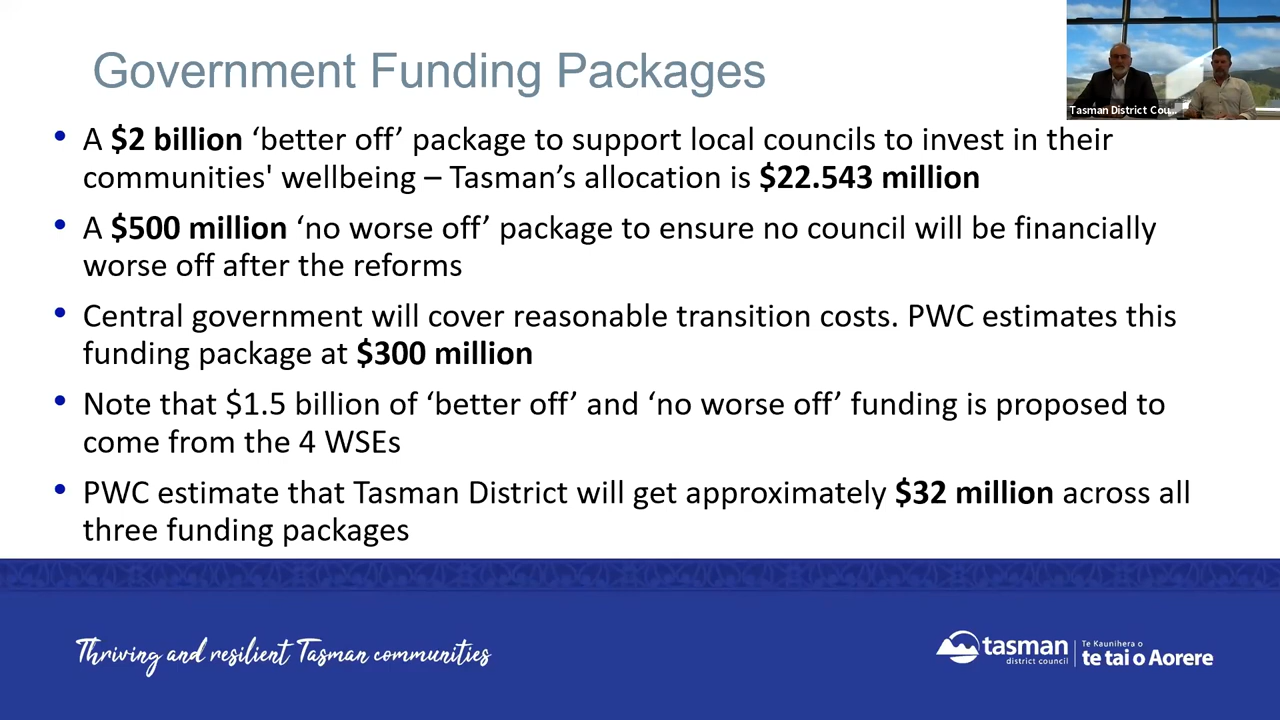 Government Funding Packages
Tasman District Cou...
• A $2 billion ‘better off’ package to support local councils to invest in their
communities' wellbeing – Tasman’s allocation is $22.543 million
• A $500 million ‘no worse off’ package to ensure no council will be financially
worse off after the reforms
• Central government will cover reasonable transition costs. PWC estimates this
funding package at $300 million
• Note that $1.5 billion of ‘better off’ and ‘no worse off’ funding is proposed to
come from the 4 WSEs
• PWC estimate that Tasman District will get approximately $32 million across all
three funding packages
Thriving and resilient Tasman communities
tasman
district council
Te Kaunihera o
te tai o Aorere